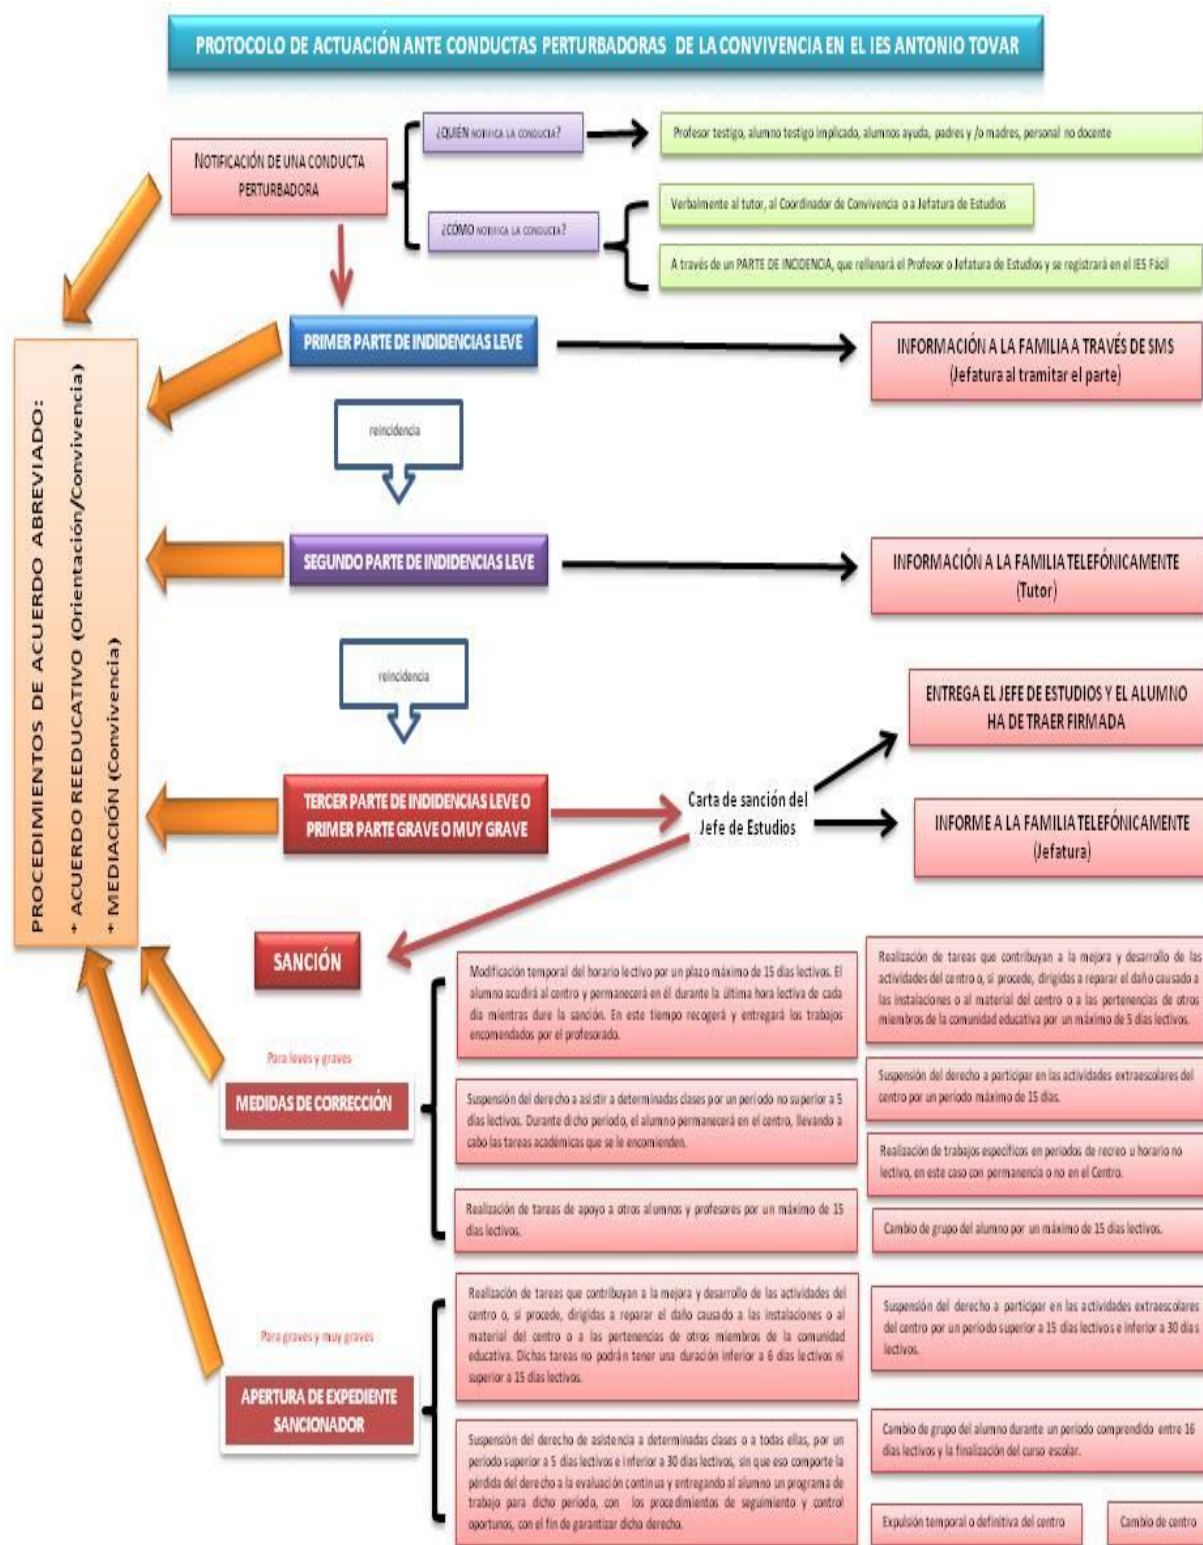 PROTOCOLO DE ACTUACIÓN ANTE CONDUCTAS PERTURBADORAS DE LA CONVIVENCIA EN EL IES ANTONIO TOVAR
NOTIFICACIÓN DE UNA CONDUCTA
PERTURBADORA
¿QUIÉN NOTIFICA LA CONDUCTA?
Profesor testigo, alumno testigo implicado, alumnos ayuda, padres y /o madres, personal no docente
¿CÓMO NOTIFICA LA CONDUCTA?
Verbalmente al tutor, al Coordinador de Convivencia o a Jefatura de Estudios
A través de un PARTE DE INCIDENCIA, que rellenará el Profesor o Jefatura de Estudios y se registrará en el IES Fácil
PROCEDIMIENTOS DE ACUERDO ABREVIADO:
+ ACUERDO REEDUCATIVO (Orientación/Convivencia)
+ MEDIACIÓN (Convivencia)
PRIMER PARTE DE INDIDENCIAS LEVE
INFORMACIÓN A LA FAMILIA A TRAVÉS DE SMS
(Jefatura al tramitar el parte)
reincidencia
SEGUNDO PARTE DE INDIDENCIAS LEVE
INFORMACIÓN A LA FAMILIA TELEFÓNICAMENTE
(Tutor)
reincidencia
TERCER PARTE DE INDIDENCIAS LEVE O
PRIMER PARTE GRAVE O MUY GRAVE
Carta de sanción del
Jefe de Estudios
ENTREGA EL JEFE DE ESTUDIOS Y EL ALUMNO
HA DE TRAER FIRMADA
INFORME A LA FAMILIA TELEFÓNICAMENTE
(Jefatura)
SANCIÓN
Para leves y graves
MEDIDAS DE CORRECCIÓN
Modificación temporal del horario lectivo por un plazo máximo de 15 días lectivos. El
alumno acudirá al centro y permanecerá en él durante la última hora lectiva de cada
día mientras dure la sanción. En este tiempo recogerá y entregará los trabajos
encomendados por el profesorado.
Realización de tareas que contribuyan a la mejora y desarrollo de las
actividades del centro o, si procede, dirigidas a reparar el daño causado a
las instalaciones o al material del centro o a las pertenencias de otros
miembros de la comunidad educativa por un máximo de 5 días lectivos.
Suspensión del derecho a asistir a determinadas clases por un período no superior a 5
días lectivos. Durante dicho período, el alumno permanecerá en el centro, llevando a
cabo las tareas académicas que se le encomienden.
Suspensión del derecho a participar en las actividades extraescolares del
centro por un período máximo de 15 días.
Realización de trabajos específicos en períodos de recreo u horario no
lectivo, en este caso con permanencia o no en el Centro.
Realización de tareas de apoyo a otros alumnos y profesores por un máximo de 15
días lectivos.
Cambio de grupo del alumno por un máximo de 15 días lectivos.
Para graves y muy graves
APERTURA DE EXPEDIENTE
SANCIONADOR
Realización de tareas que contribuyan a la mejora y desarrollo de las actividades del
centro o, si procede, dirigidas a reparar el daño causado a las instalaciones o al
material del centro o a las pertenencias de otros miembros de la comunidad
educativa. Dichas tareas no podrán tener una duración inferior a 6 días lectivos ni
superior a 15 días lectivos.
Suspensión del derecho a participar en las actividades extraescolares
del centro por un período superior a 15 días lectivos e inferior a 30 días
lectivos.
Suspensión del derecho de asistencia a determinadas clases o a todas ellas, por un
período superior a 5 días lectivos e inferior a 30 días lectivos, sin que eso comporte la
pérdida del derecho a la evaluación continua y entregando al alumno un programa de
trabajo para dicho período, con los procedimientos de seguimiento y control
oportunos, con el fin de garantizar dicho derecho.
Cambio de grupo del alumno durante un período comprendido entre 16
días lectivos y la finalización del curso escolar.
Expulsión temporal o definitiva del centro
Cambio de centro